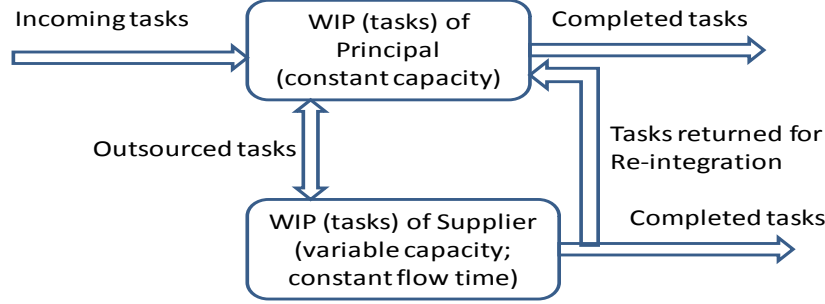 Incoming tasks
WIP (tasks) of
Principal
(constant capacity)
Completed tasks
Outsourced tasks
Tasks returned for
Re-integration
WIP (tasks) of Supplier
(variable capacity;
constant flow time)
Completed tasks